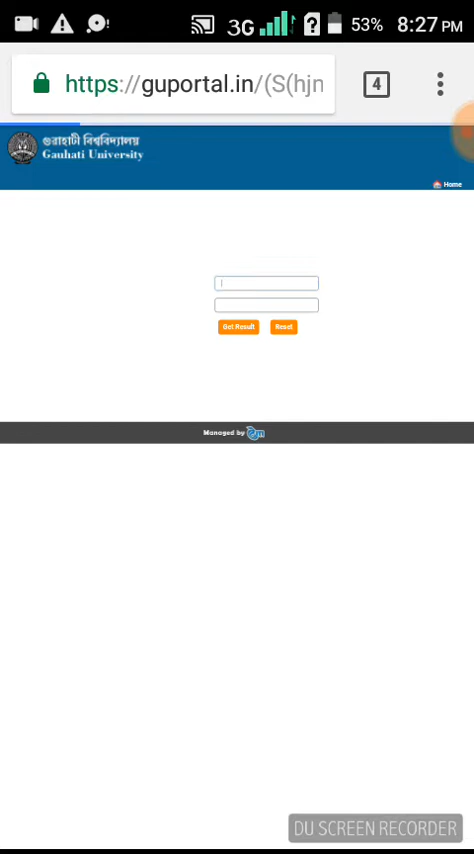 3G 53% 8:27 PM
https://guportal.in/(S(hjn 4
গুৱাহাটী বিশ্ববিদ্যালয়
Gauhati University
Home
Get Result Reset
Managed by
DU SCREEN RECORDER